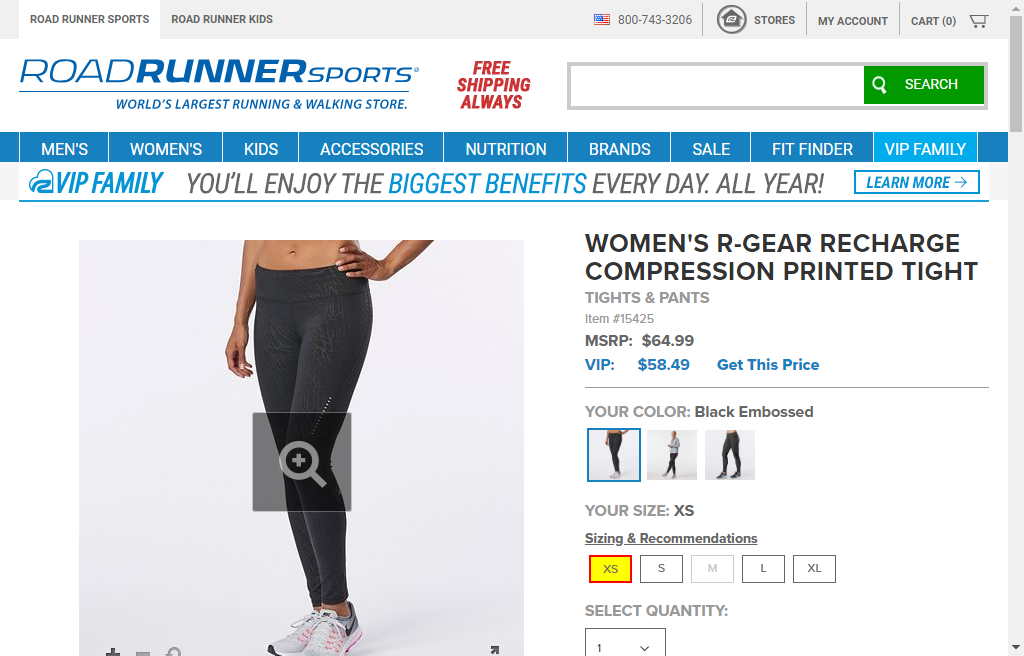 ROAD RUNNER SPORTS
ROAD RUNNER KIDS
800-743-3206
STORES
MY ACCOUNT
CART (0)
ROADRUNNERSPORTS
WORLD'S LARGEST RUNNING & WALKING STORE.
FREE
SHIPPING
ALWAYS
SEARCH
MEN'S
WOMEN'S
KIDS
ACCESSORIES
NUTRITION
BRANDS
SALE
FIT FINDER
VIP FAMILY
VIP FAMILY YOU'LL ENJOY THE BIGGEST BENEFITS EVERY DAY. ALL YEAR! LEARN MORE →
WOMEN'S R-GEAR RECHARGE
COMPRESSION PRINTED TIGHT
TIGHTS & PANTS
Item #15425
MSRP: $64.99
VIP: $58.49 Get This Price
YOUR COLOR: Black Embossed
YOUR SIZE: XS
Sizing & Recommendations
XS S M L XL
SELECT QUANTITY:
1